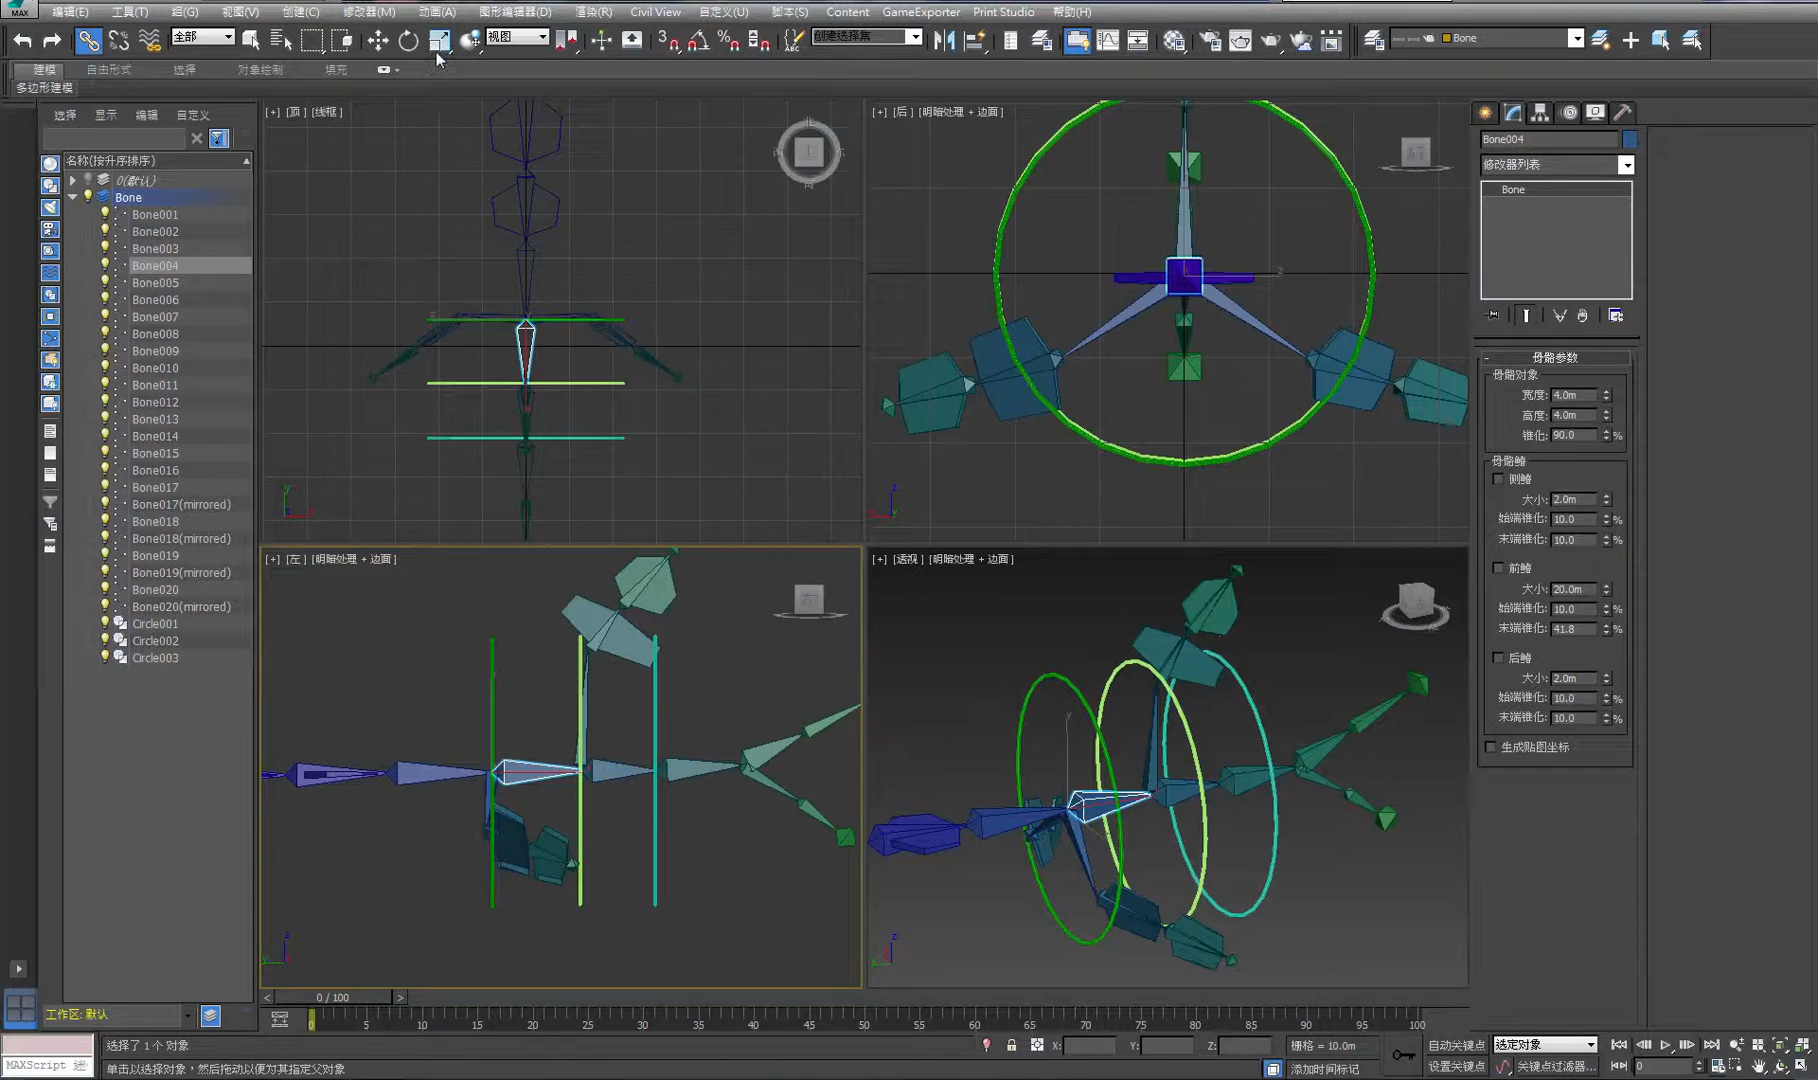 MAX 编辑(E) 工具(T) 组(G) 视图(V) 创建(C) 修改器(M) 动画(A) 图形编辑器(D) 渲染(R) Civil View 自定义(U) 脚本(S) Content GameExporter Print Studio 帮助(H)
全部 视图 3 % ABC 创建选择集 Bone
建模 自由形式 选择 对象绘制 填充
多边形建模
选择 显示 编辑 自定义
名称(按升序排序)
0(默认)
Bone
Bone001
Bone002
Bone003
Bone004
Bone005
Bone006
Bone007
Bone008
Bone009
Bone010
Bone011
Bone012
Bone013
Bone014
Bone015
Bone016
Bone017
Bone017(mirrored)
Bone018
Bone018(mirrored)
Bone019
Bone019(mirrored)
Bone020
Bone020(mirrored)
Circle001
Circle002
Circle003
工作区: 默认
[+] [顶] [线框]
[+] [后] [明暗处理 + 边面]
[+] [左] [明暗处理 + 边面]
[+] [透视] [明暗处理 + 边面]
Bone004
修改器列表
Bone
骨骼参数
骨骼对象
宽度: 4.0m
高度: 4.0m
锥化: 90.0 %
骨骼鳍
侧鳍
大小: 2.0m
始端锥化: 10.0 %
末端锥化: 10.0 %
前鳍
大小: 20.0m
始端锥化: 10.0 %
末端锥化: 41.8 %
后鳍
大小: 2.0m
始端锥化: 10.0 %
末端锥化: 10.0 %
生成贴图坐标
< 0 / 100 >
0 5 10 15 20 25 30 35 40 45 50 55 60 65 70 75 80 85 90 95 100
选择了 1 个 对象 X: Y: Z: 栅格 = 10.0m 自动关键点 选定对象
MAXScript 迷 单击以选择对象，然后拖动以便为其指定父对象 添加时间标记 设置关键点 关键点过滤器... 0